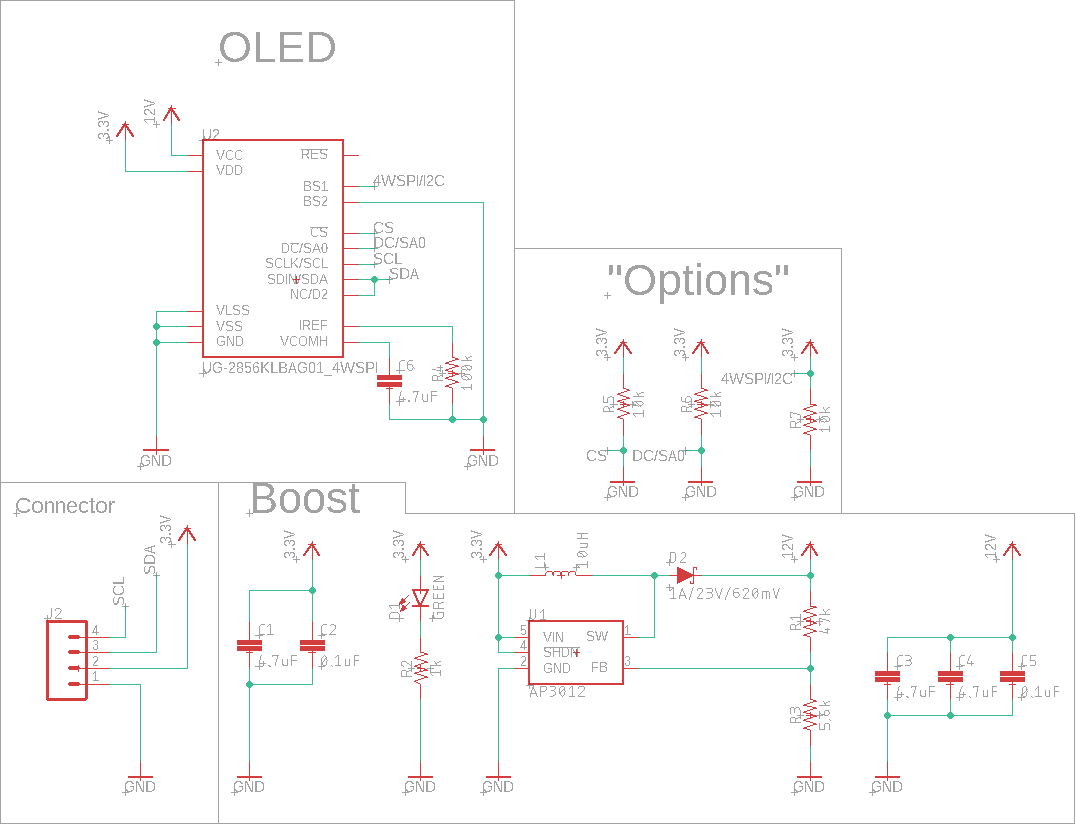 OLED
3.3V
12V
U2
VCC
VDD
VLSS
VSS
GND
RES
BS1
BS2
CS
DC/SA0
SCLK/SCL
SDIN/SDA
NC/D2
IREF
VCOMH
4WSPI/I2C
CS
DC/SA0
SCL
SDA
UG-2856KLBAG01_4WSPI
C6
4.7uF
R4
100k
GND
GND
"Options"
3.3V
3.3V
3.3V
4WSPI/I2C
R5
10k
R6
10k
R7
10k
CS
DC/SA0
GND
GND
GND
Connector
3.3V
SDA
SCL
J2
4
3
2
1
GND
Boost
3.3V
C1
4.7uF
C2
0.1uF
GND
3.3V
D1
GREEN
R2
1k
GND
3.3V
L1
10uH
D2
1A/23V/620mV
U1
5
4
2
VIN
SHDN
GND
SW
FB
1
3
AP3012
GND
12V
R1
47k
R3
5.6k
GND
12V
C3
4.7uF
C4
4.7uF
C5
0.1uF
GND